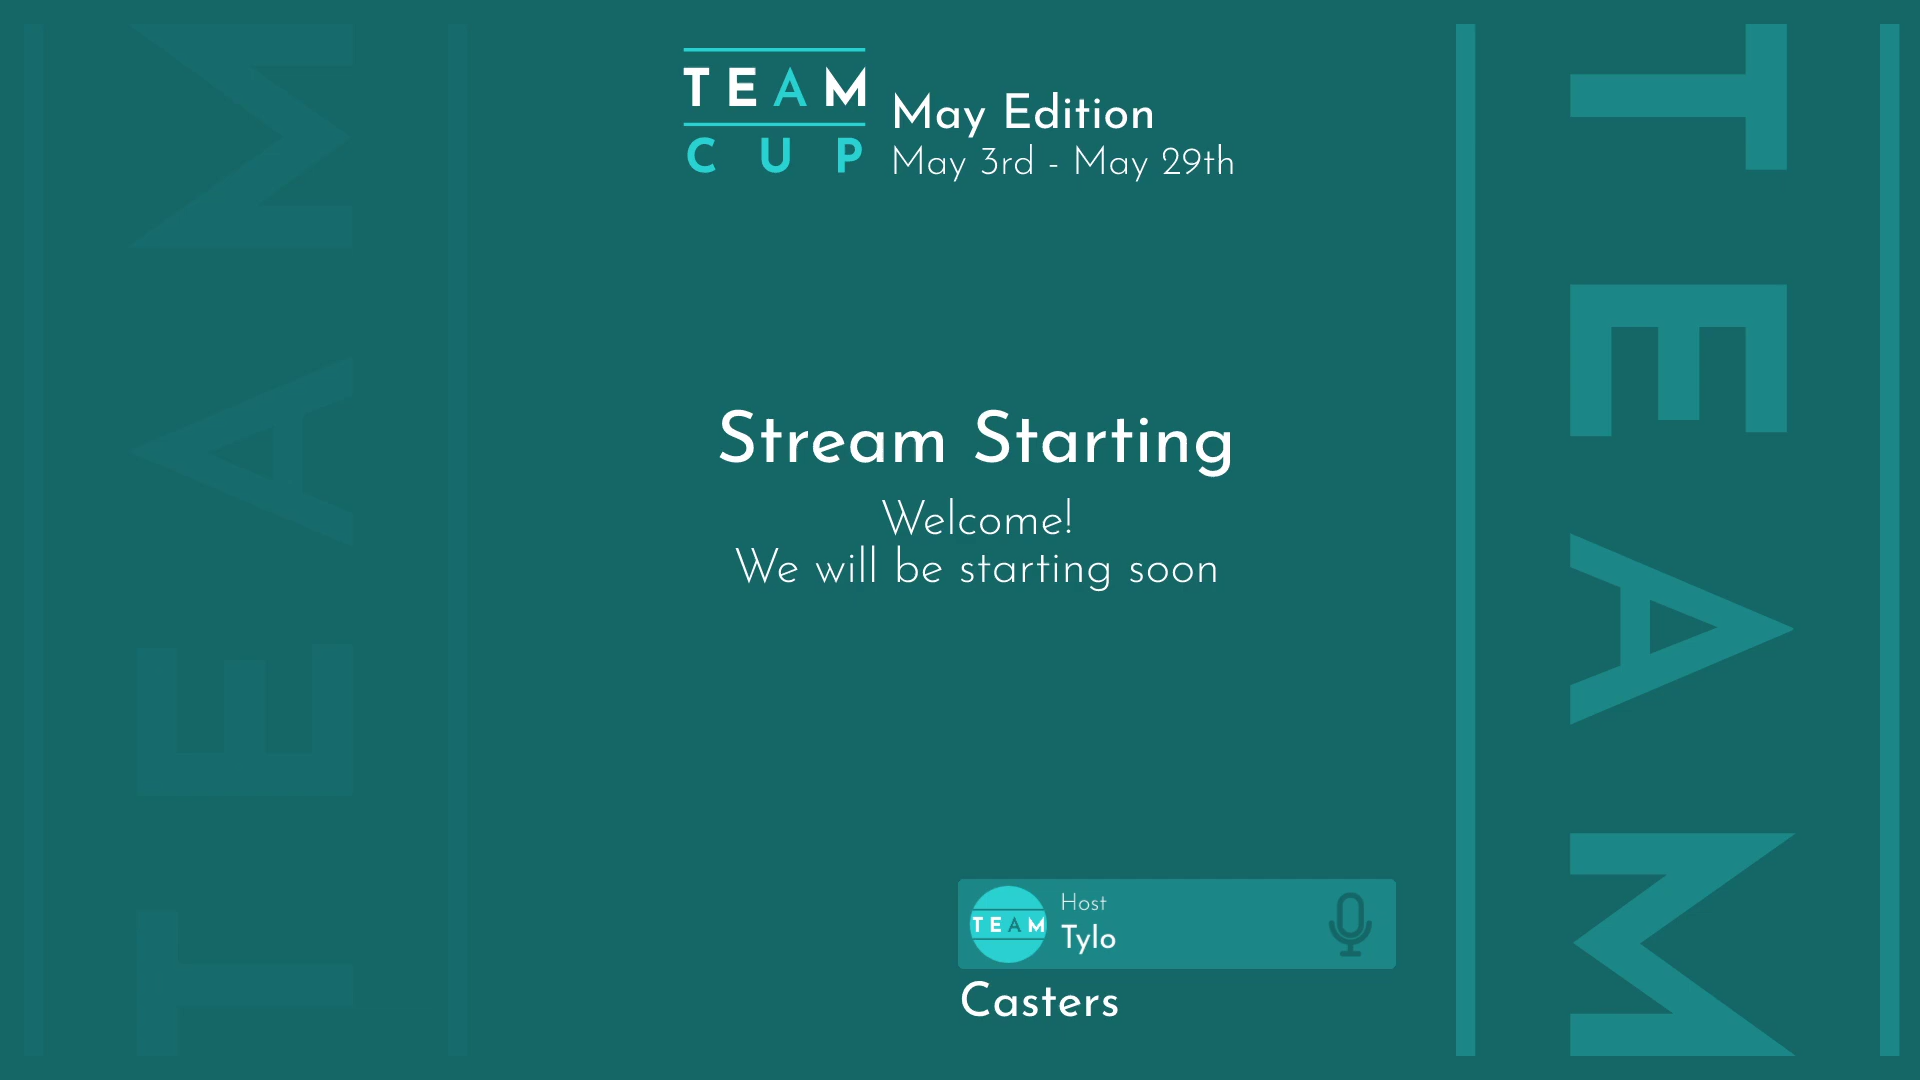 TEAM
CUP
May Edition
May 3rd - May 29th
Stream Starting
Welcome!
We will be starting soon
TEAM
Host
Tylo
Casters
TEAM
TEAM